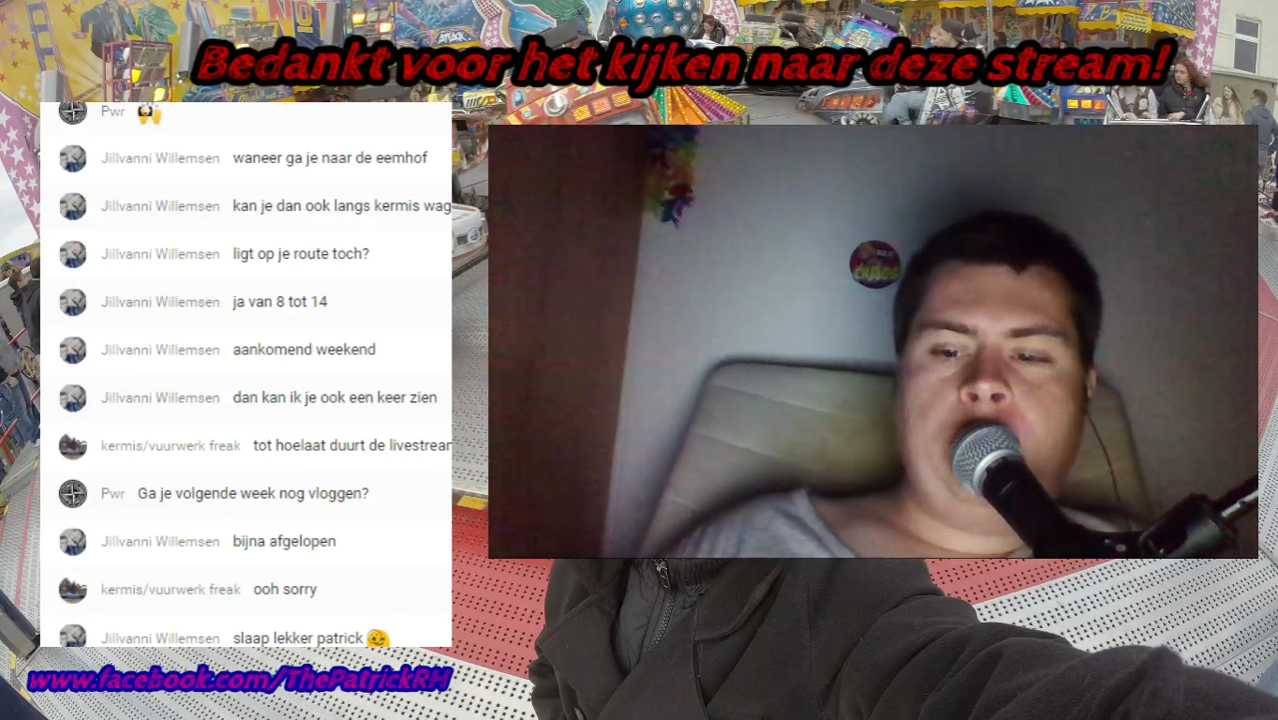 No1
ATTACK
Bedankt voor het kijken naar deze stream!
Pwr
Jillvanni Willemsen waneer ga je naar de eemhof
Jillvanni Willemsen kan je dan ook langs kermis wag
Jillvanni Willemsen ligt op je route toch?
Jillvanni Willemsen ja van 8 tot 14
Jillvanni Willemsen aankomend weekend
Jillvanni Willemsen dan kan ik je ook een keer zien
kermis/vuurwerk freak tot hoelaat duurt de livestrear
Pwr Ga je volgende week nog vloggen?
Jillvanni Willemsen bijna afgelopen
kermis/vuurwerk freak ooh sorry
Jillvanni Willemsen slaap lekker patrick
CHAOS
www.facebook.com/ThePatrickRH